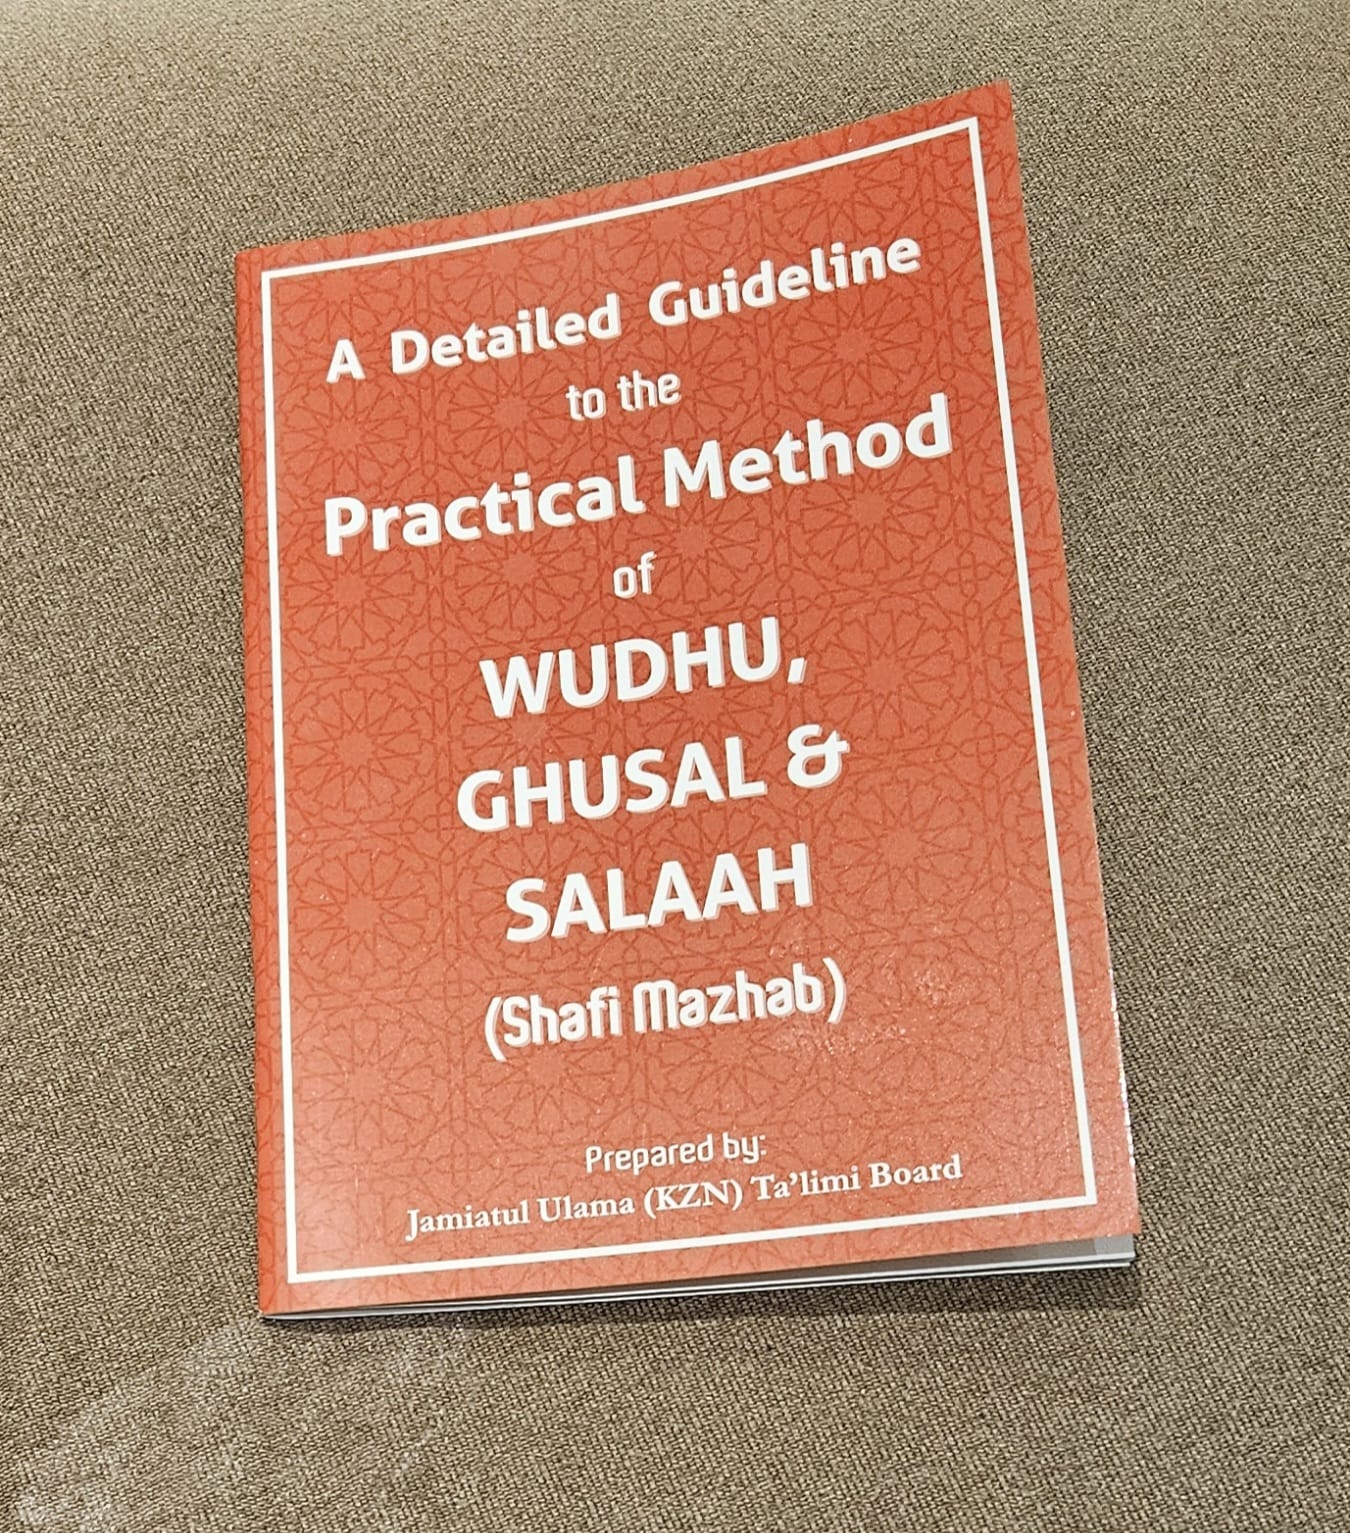 A Detailed Guideline
to the
Practical Method
of
WUDHU,
GHUSAL &
SALAAH
(Shafi Mazhab)
Prepared by:
Jamiatul Ulama (KZN) Ta'limi Board